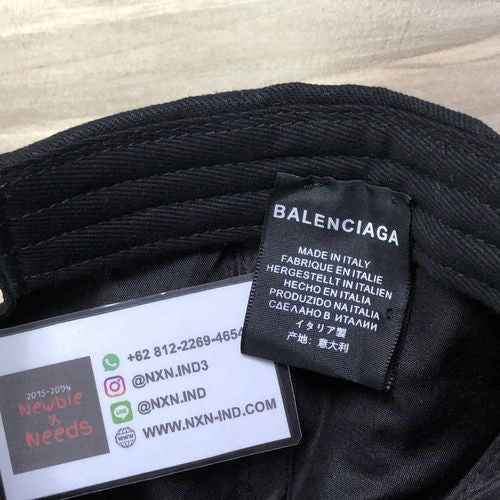 BALENCIAGA
MADE IN ITALY
FABRIQUE EN ITALIE
HERGESTELLT IN ITALIEN
HECHO EN ITALIA
PRODUZIDO NA ITALIA
СДЕЛАНО В ИТАЛИИ
イタリア製
产地: 意大利
2015-2094
Newbie
x
Needs
+62 812-2269-4654
@NXN.IND3
@NXN.IND
WWW.NXN-IND.COM